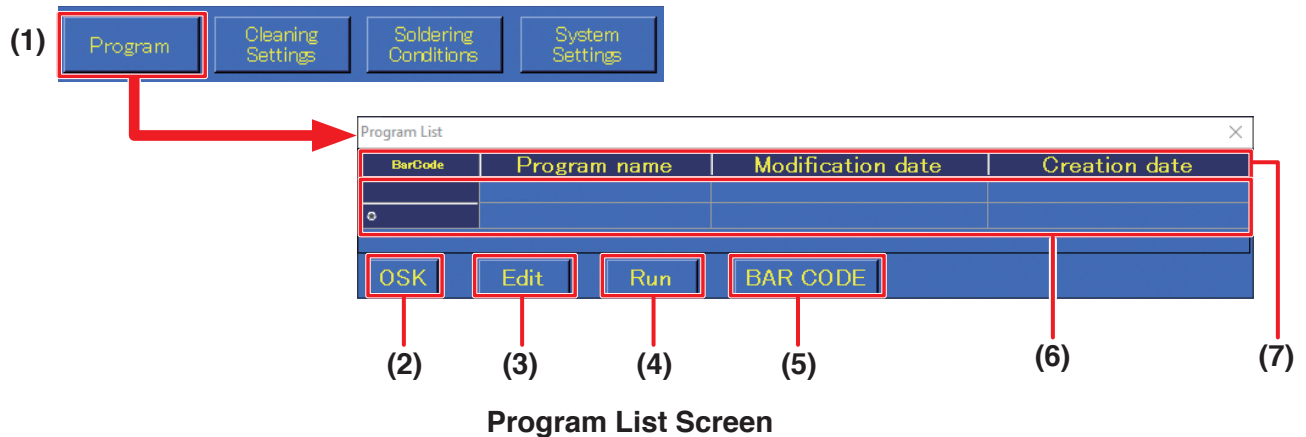 (1)
Program
Cleaning
Settings
Soldering
Conditions
System
Settings
Program List
BarCode Program name Modification date Creation date
(7)
OSK Edit Run BAR CODE
(2) (3) (4) (5) (6)
Program List Screen